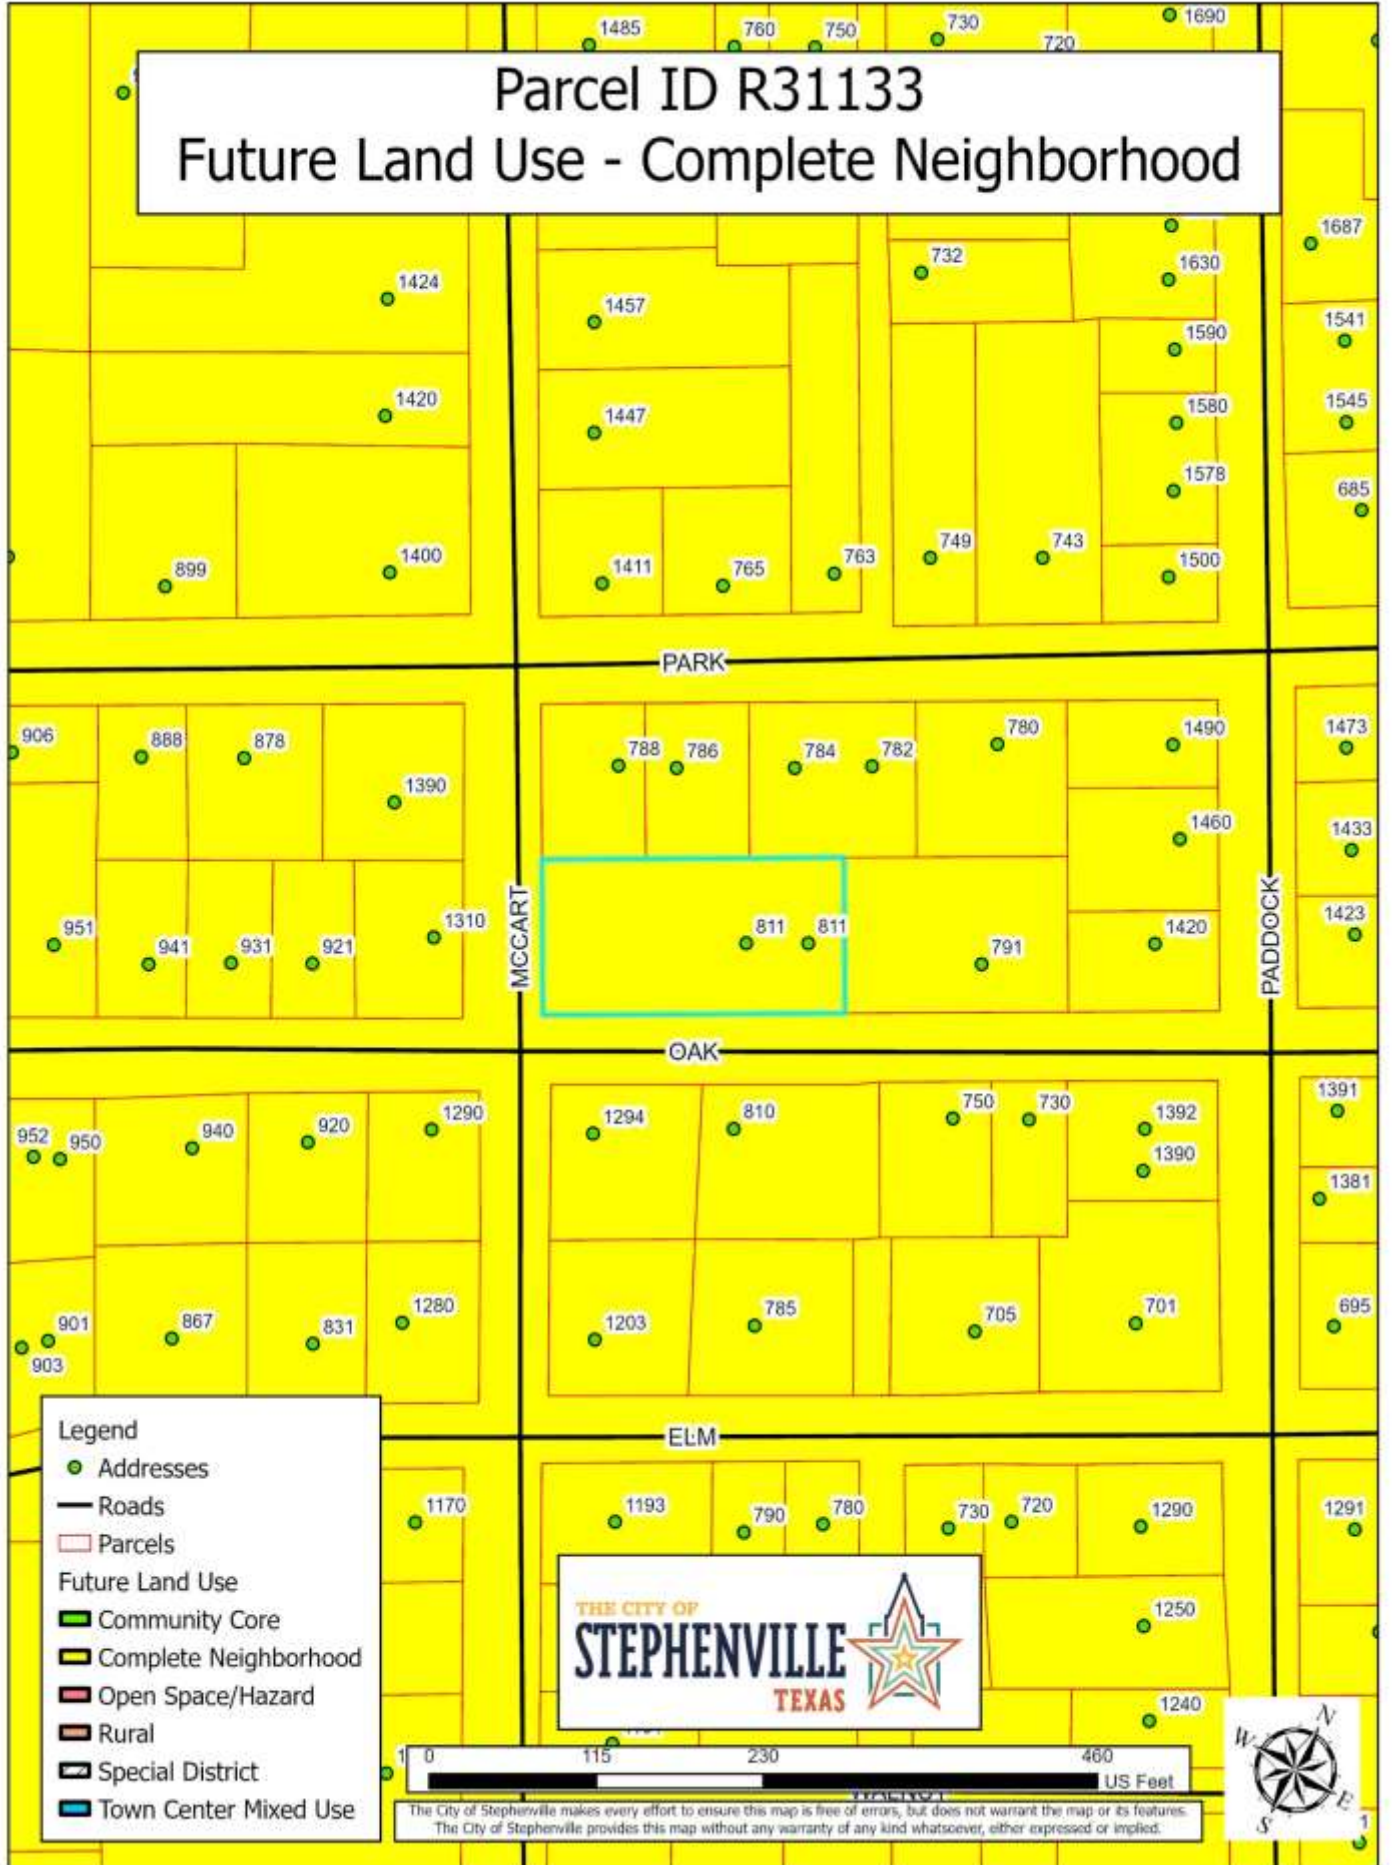 1485
760
750
730
720
1690
Parcel ID R31133
Future Land Use - Complete Neighborhood
1687
732
1630
1424
1457
1541
1590
1420
1447
1580
1545
1578
685
899
1400
1411
765
763
749
743
1500
PARK
906
888
878
788
786
784
782
780
1490
1473
1390
1460
1433
MCCART
PADDOCK
951
941
931
921
1310
811
811
791
1420
1423
OAK
952
950
940
920
1290
1294
810
750
730
1392
1391
1390
1381
901
903
867
831
1280
1203
785
705
701
695
ELM
1170
1193
790
780
730
720
1290
1291
1250
1240
Legend
Addresses
Roads
Parcels
Future Land Use
Community Core
Complete Neighborhood
Open Space/Hazard
Rural
Special District
Town Center Mixed Use
THE CITY OF
STEPHENVILLE
TEXAS
0 115 230 460
US Feet
The City of Stephenville makes every effort to ensure this map is free of errors, but does not warrant the map or its features.
The City of Stephenville provides this map without any warranty of any kind whatsoever, either expressed or implied.
N
W
E
S